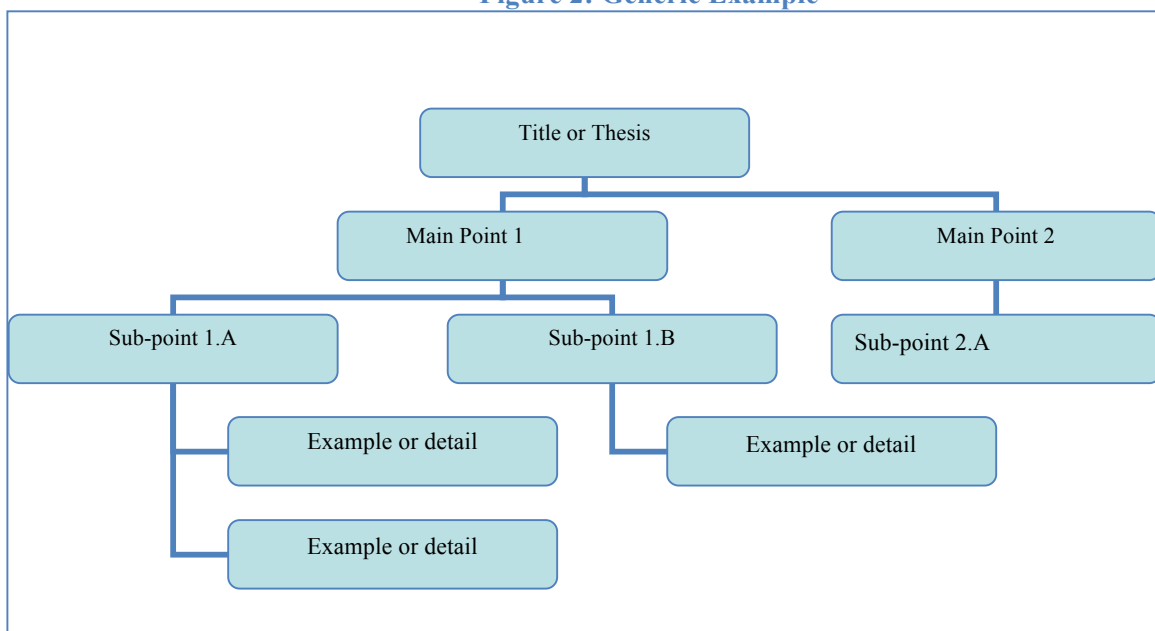 Figure 2: Generic Example
Title or Thesis
Main Point 1
Main Point 2
Sub-point 1.A
Sub-point 1.B
Sub-point 2.A
Example or detail
Example or detail
Example or detail